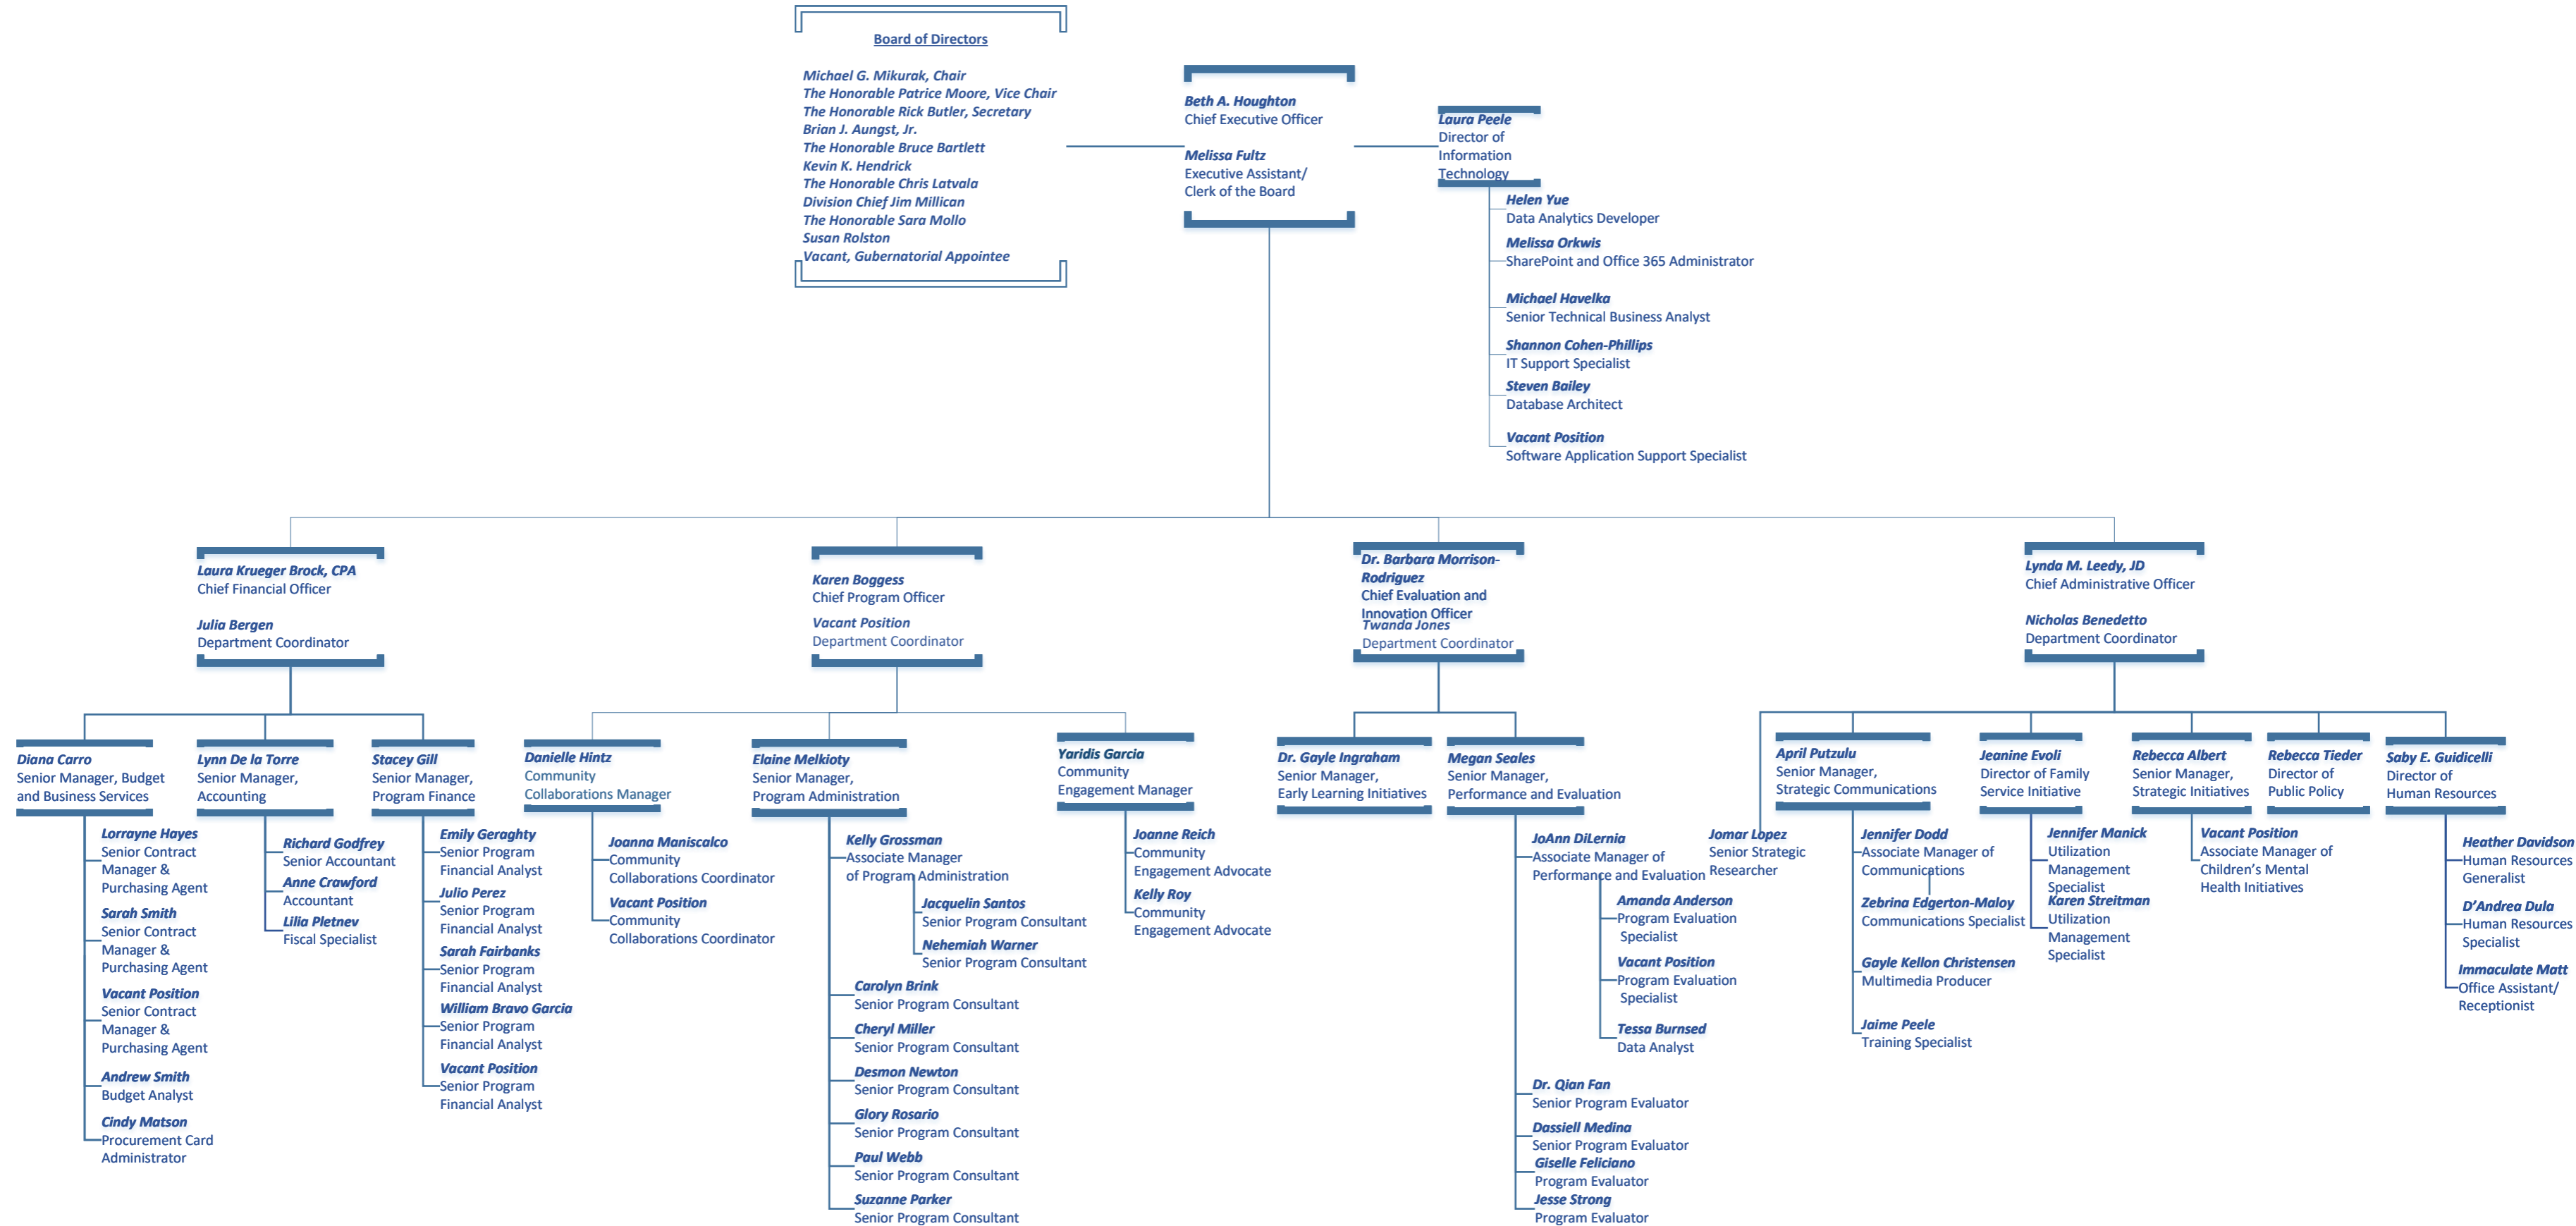 Board of Directors
Michael G. Mikurak, Chair
The Honorable Patrice Moore, Vice Chair
The Honorable Rick Butler, Secretary
Brian J. Aungst, Jr.
The Honorable Bruce Bartlett
Kevin K. Hendrick
The Honorable Chris Latvala
Division Chief Jim Millican
The Honorable Sara Mollo
Susan Rolston
Vacant, Gubernatorial Appointee
Beth A. Houghton
Chief Executive Officer
Melissa Fultz
Executive Assistant/
Clerk of the Board
Laura Peele
Director of
Information
Technology
Helen Yue
Data Analytics Developer
Melissa Orkwis
SharePoint and Office 365 Administrator
Michael Havelka
Senior Technical Business Analyst
Shannon Cohen-Phillips
IT Support Specialist
Steven Bailey
Database Architect
Vacant Position
Software Application Support Specialist
Laura Krueger Brock, CPA
Chief Financial Officer
Julia Bergen
Department Coordinator
Karen Boggess
Chief Program Officer
Vacant Position
Department Coordinator
Dr. Barbara Morrison-
Rodriguez
Chief Evaluation and
Innovation Officer
Twanda Jones
Department Coordinator
Lynda M. Leedy, JD
Chief Administrative Officer
Nicholas Benedetto
Department Coordinator
Diana Carro
Senior Manager, Budget
and Business Services
Lorrayne Hayes
Senior Contract
Manager &
Purchasing Agent
Sarah Smith
Senior Contract
Manager &
Purchasing Agent
Vacant Position
Senior Contract
Manager &
Purchasing Agent
Andrew Smith
Budget Analyst
Cindy Matson
Procurement Card
Administrator
Lynn De la Torre
Senior Manager,
Accounting
Richard Godfrey
Senior Accountant
Anne Crawford
Accountant
Lilia Pletnev
Fiscal Specialist
Stacey Gill
Senior Manager,
Program Finance
Emily Geraghty
Senior Program
Financial Analyst
Julio Perez
Senior Program
Financial Analyst
Sarah Fairbanks
Senior Program
Financial Analyst
William Bravo Garcia
Senior Program
Financial Analyst
Vacant Position
Senior Program
Financial Analyst
Danielle Hintz
Community
Collaborations Manager
Joanna Maniscalco
Community
Collaborations Coordinator
Vacant Position
Community
Collaborations Coordinator
Elaine Melkioty
Senior Manager,
Program Administration
Kelly Grossman
Associate Manager
of Program Administration
Jacquelin Santos
Senior Program Consultant
Nehemiah Warner
Senior Program Consultant
Carolyn Brink
Senior Program Consultant
Cheryl Miller
Senior Program Consultant
Desmon Newton
Senior Program Consultant
Glory Rosario
Senior Program Consultant
Paul Webb
Senior Program Consultant
Suzanne Parker
Senior Program Consultant
Yaridis Garcia
Community
Engagement Manager
Joanne Reich
Community
Engagement Advocate
Kelly Roy
Community
Engagement Advocate
Dr. Gayle Ingraham
Senior Manager,
Early Learning Initiatives
Megan Seales
Senior Manager,
Performance and Evaluation
JoAnn DiLernia
Associate Manager of
Performance and Evaluation
Amanda Anderson
Program Evaluation
Specialist
Vacant Position
Program Evaluation
Specialist
Tessa Burnsed
Data Analyst
Dr. Qian Fan
Senior Program Evaluator
Dassiell Medina
Senior Program Evaluator
Giselle Feliciano
Program Evaluator
Jesse Strong
Program Evaluator
Jomar Lopez
Senior Strategic
Researcher
April Putzulu
Senior Manager,
Strategic Communications
Jennifer Dodd
Associate Manager of
Communications
Zebrina Edgerton-Maloy
Communications Specialist
Gayle Kellon Christensen
Multimedia Producer
Jaime Peele
Training Specialist
Jeanine Evoli
Director of Family
Service Initiative
Jennifer Manick
Utilization
Management
Specialist
Karen Streitman
Utilization
Management
Specialist
Rebecca Albert
Senior Manager,
Strategic Initiatives
Vacant Position
Associate Manager of
Children’s Mental
Health Initiatives
Rebecca Tieder
Director of
Public Policy
Saby E. Guidicelli
Director of
Human Resources
Heather Davidson
Human Resources
Generalist
D’Andrea Dula
Human Resources
Specialist
Immaculate Matt
Office Assistant/
Receptionist